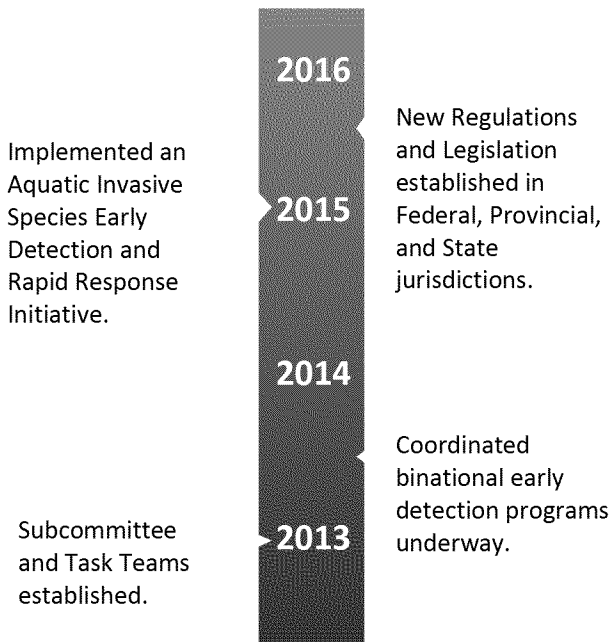 2016
New Regulations
and Legislation
established in
Federal, Provincial,
and State
jurisdictions.
Implemented an
Aquatic Invasive
Species Early
Detection and
Rapid Response
Initiative.
2015
2014
Coordinated
binational early
detection programs
underway.
Subcommittee
and Task Teams
established.
2013